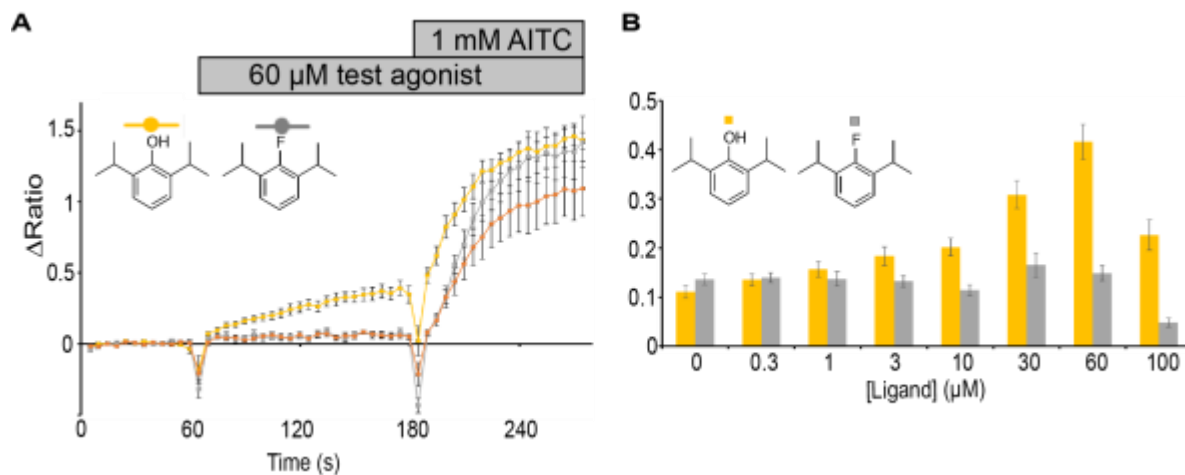 A
1 mM AITC
60 µM test agonist
1.5
1
0.5
0
ΔRatio
OH
F
0
60
120
180
240
Time (s)
B
0.5
0.4
0.3
0.2
0.1
0
OH
F
0
0.3
1
3
10
30
60
100
[Ligand] (µM)